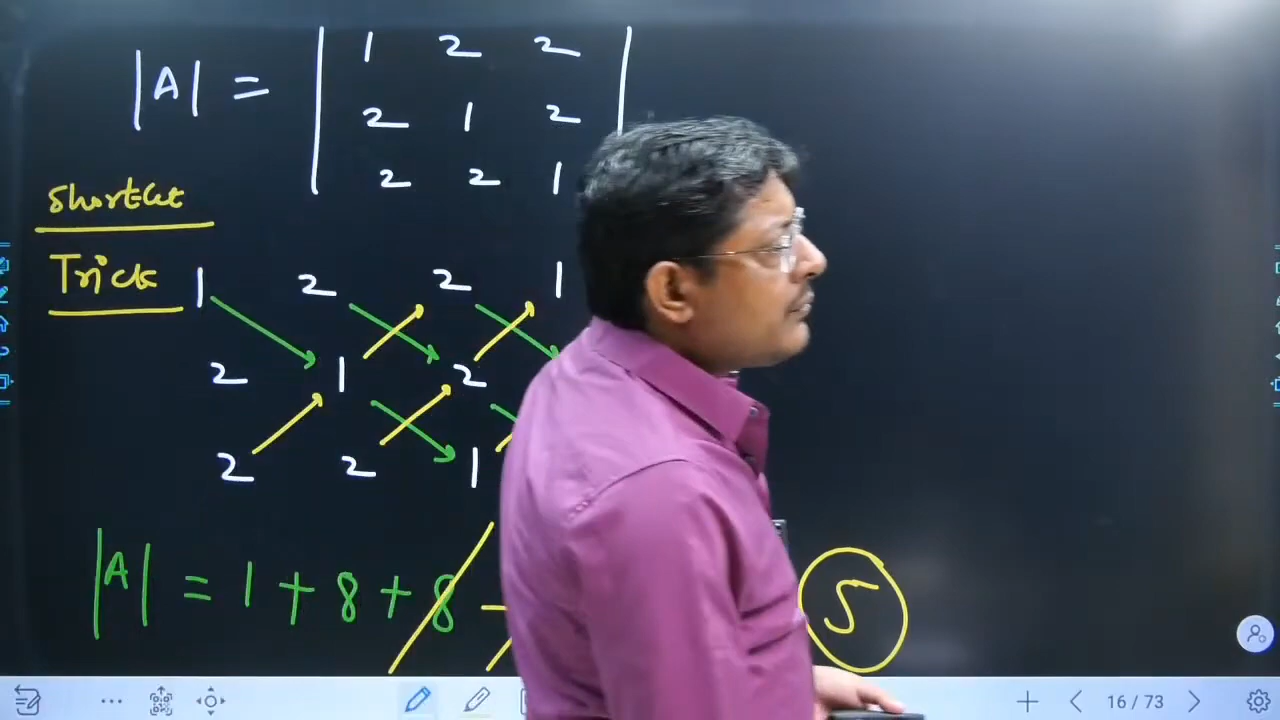 |A| = | 1 2 2 |
2 1 2
2 2 1
Shortcut
Trick
1 2 2 1
2 1 2
2 2 1
|A| = 1 + 8 + 8 -
5
16 / 73